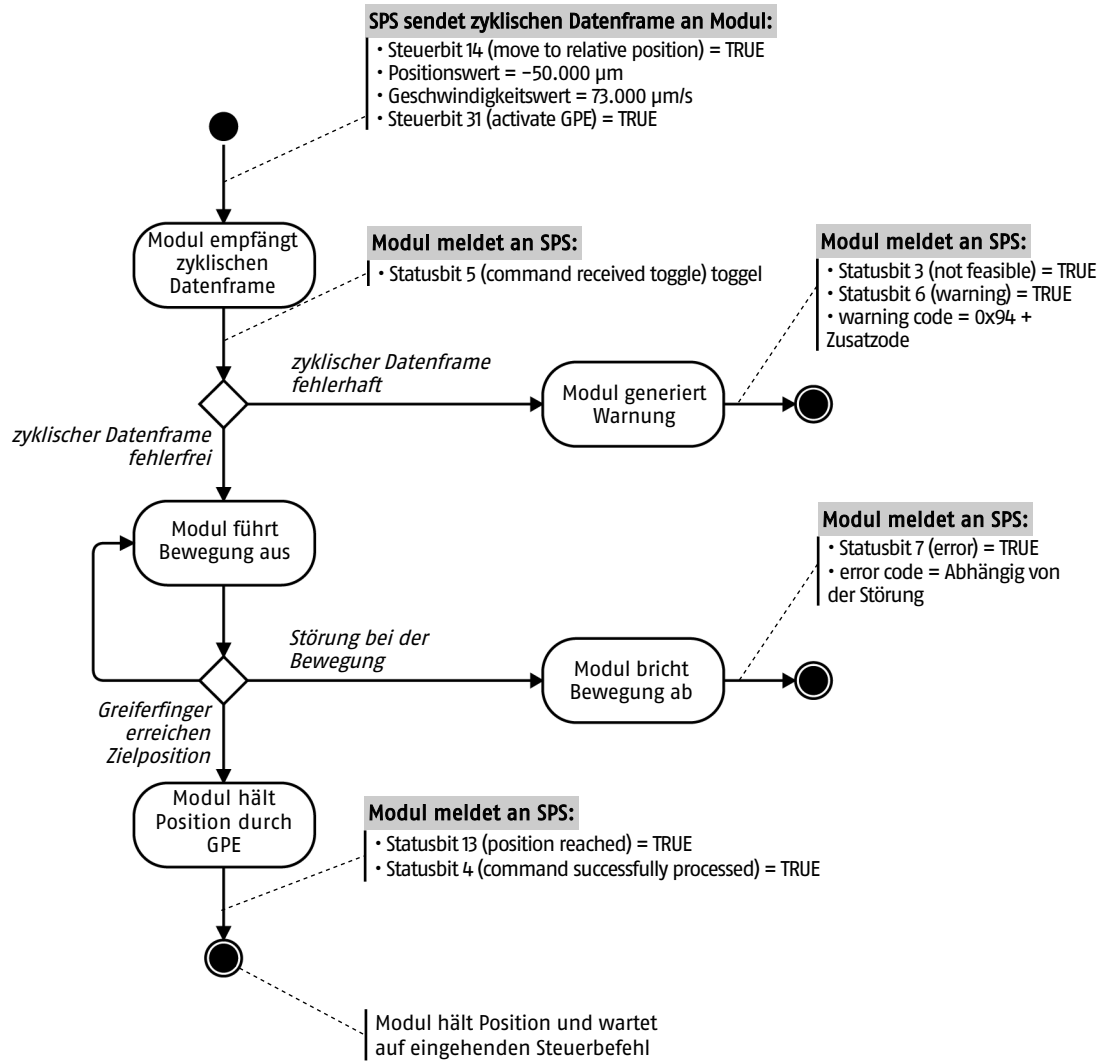 SPS sendet zyklischen Datenframe an Modul:
• Steuerbit 14 (move to relative position) = TRUE
• Positionswert = −50.000 µm
• Geschwindigkeitswert = 73.000 µm/s
• Steuerbit 31 (activate GPE) = TRUE
Modul empfängt
zyklischen
Datenframe
Modul meldet an SPS:
• Statusbit 5 (command received toggle) toggel
Modul meldet an SPS:
• Statusbit 3 (not feasible) = TRUE
• Statusbit 6 (warning) = TRUE
• warning code = 0x94 +
Zusatzode
zyklischer Datenframe
fehlerhaft
Modul generiert
Warnung
zyklischer Datenframe
fehlerfrei
Modul führt
Bewegung aus
Modul meldet an SPS:
• Statusbit 7 (error) = TRUE
• error code = Abhängig von
der Störung
Störung bei der
Bewegung
Modul bricht
Bewegung ab
Greiferfinger
erreichen
Zielposition
Modul hält
Position durch
GPE
Modul meldet an SPS:
• Statusbit 13 (position reached) = TRUE
• Statusbit 4 (command successfully processed) = TRUE
Modul hält Position und wartet
auf eingehenden Steuerbefehl